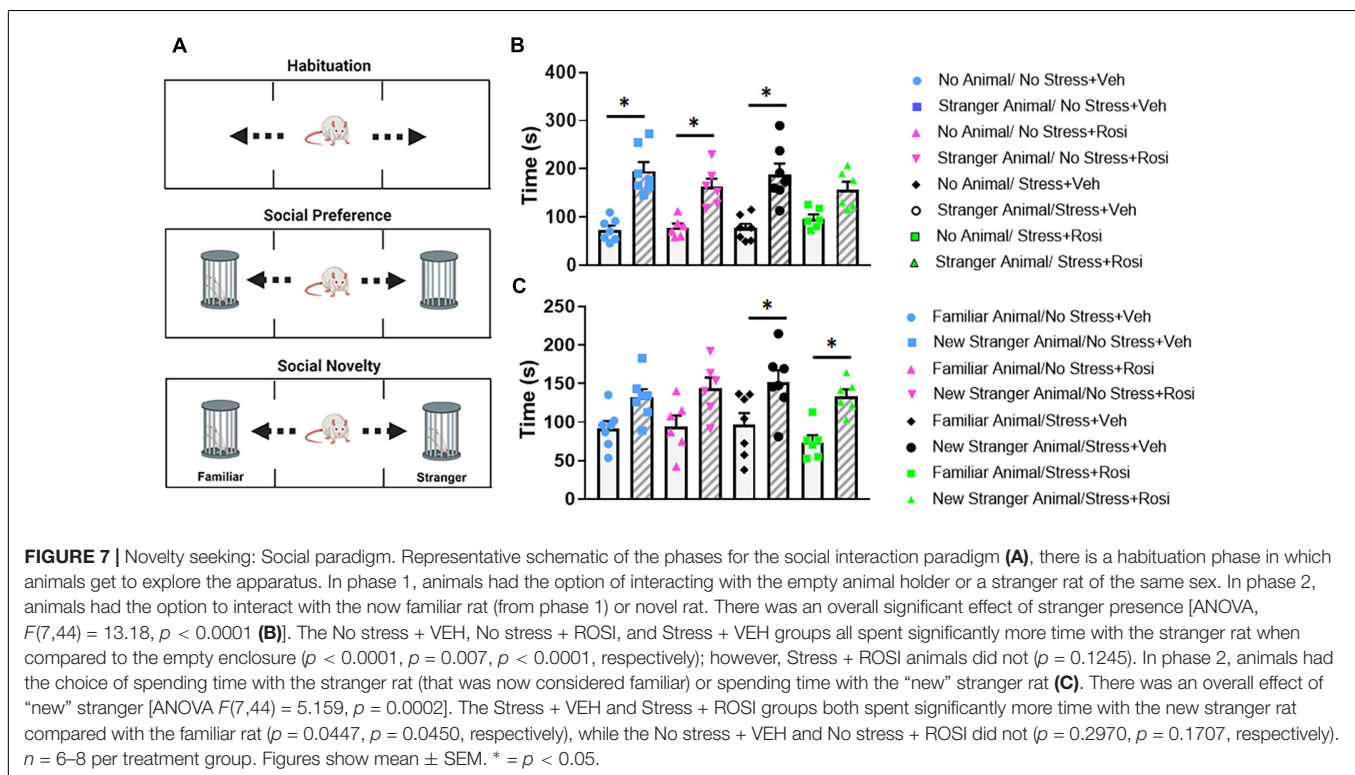 A
Habituation
Social Preference
Social Novelty
Familiar
Stranger
B
Time (s)
400
300
200
100
0
*
*
*
No Animal/ No Stress+Veh
Stranger Animal/ No Stress+Veh
No Animal/ No Stress+Rosi
Stranger Animal/ No Stress+Rosi
No Animal/ Stress+Veh
Stranger Animal/Stress+Veh
No Animal/ Stress+Rosi
Stranger Animal/ Stress+Rosi
C
Time (s)
250
200
150
100
50
0
*
*
Familiar Animal/No Stress+Veh
New Stranger Animal/No Stress+Veh
Familiar Animal/No Stress+Rosi
New Stranger Animal/No Stress+Rosi
Familiar Animal/Stress+Veh
New Stranger Animal/Stress+Veh
Familiar Animal/Stress+Rosi
New Stranger Animal/Stress+Rosi
FIGURE 7 | Novelty seeking: Social paradigm. Representative schematic of the phases for the social interaction paradigm (A), there is a habituation phase in which
animals get to explore the apparatus. In phase 1, animals had the option of interacting with the empty animal holder or a stranger rat of the same sex. In phase 2,
animals had the option to interact with the now familiar rat (from phase 1) or novel rat. There was an overall significant effect of stranger presence [ANOVA,
F(7,44) = 13.18, p < 0.0001 (B)]. The No stress + VEH, No stress + ROSI, and Stress + VEH groups all spent significantly more time with the stranger rat when
compared to the empty enclosure (p < 0.0001, p = 0.007, p < 0.0001, respectively); however, Stress + ROSI animals did not (p = 0.1245). In phase 2, animals had
the choice of spending time with the stranger rat (that was now considered familiar) or spending time with the “new” stranger rat (C). There was an overall effect of
“new” stranger [ANOVA F(7,44) = 5.159, p = 0.0002]. The Stress + VEH and Stress + ROSI groups both spent significantly more time with the new stranger rat
compared with the familiar rat (p = 0.0447, p = 0.0450, respectively), while the No stress + VEH and No stress + ROSI did not (p = 0.2970, p = 0.1707, respectively).
n = 6–8 per treatment group. Figures show mean ± SEM. * = p < 0.05.